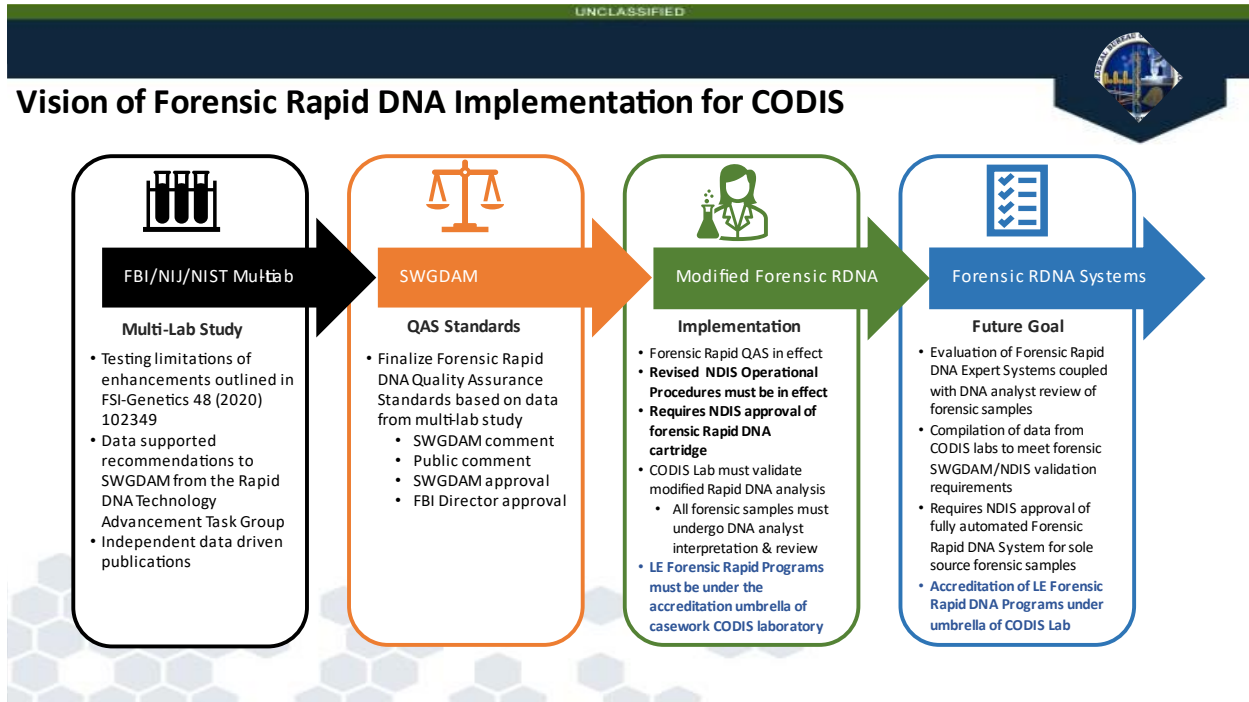 UNCLASSIFIED
Vision of Forensic Rapid DNA Implementation for CODIS
FBI/NIJ/NIST Multi-Lab
Multi-Lab Study
• Testing limitations of
enhancements outlined in
FSI-Genetics 48 (2020)
102349
• Data supported
recommendations to
SWGDAM from the Rapid
DNA Technology
Advancement Task Group
• Independent data driven
publications
SWGDAM
QAS Standards
• Finalize Forensic Rapid
DNA Quality Assurance
Standards based on data
from multi-lab study
• SWGDAM comment
• Public comment
• SWGDAM approval
• FBI Director approval
Modified Forensic RDNA
Implementation
• Forensic Rapid QAS in effect
• Revised NDIS Operational
Procedures must be in effect
• Requires NDIS approval of
forensic Rapid DNA
cartridge
• CODIS Lab must validate
modified Rapid DNA analysis
• All forensic samples must
undergo DNA analyst
interpretation & review
• LE Forensic Rapid Programs
must be under the
accreditation umbrella of
casework CODIS laboratory
Forensic RDNA Systems
Future Goal
• Evaluation of Forensic Rapid
DNA Expert Systems coupled
with DNA analyst review of
forensic samples
• Compilation of data from
CODIS labs to meet forensic
SWGDAM/NDIS validation
requirements
• Requires NDIS approval of
fully automated Forensic
Rapid DNA System for sole
source forensic samples
• Accreditation of LE Forensic
Rapid DNA Programs under
umbrella of CODIS Lab